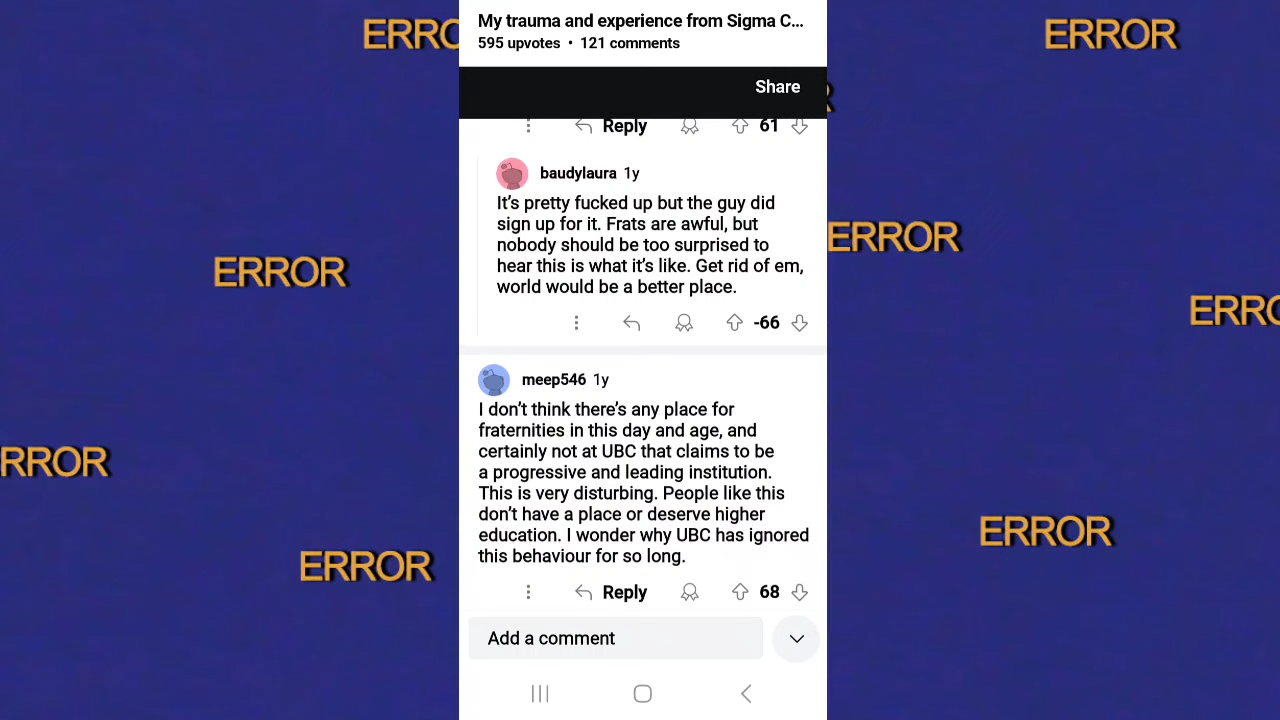 My trauma and experience from Sigma C...
595 upvotes • 121 comments
Share
Reply 61
baudylaura 1y
It's pretty fucked up but the guy did
sign up for it. Frats are awful, but
nobody should be too surprised to
hear this is what it's like. Get rid of em,
world would be a better place.
-66
meep546 1y
I don't think there's any place for
fraternities in this day and age, and
certainly not at UBC that claims to be
a progressive and leading institution.
This is very disturbing. People like this
don't have a place or deserve higher
education. I wonder why UBC has ignored
this behaviour for so long.
Reply 68
Add a comment
ERRO
ERROR
R
ERROR
ERROR
ERRO
RROR
ERROR
ERROR